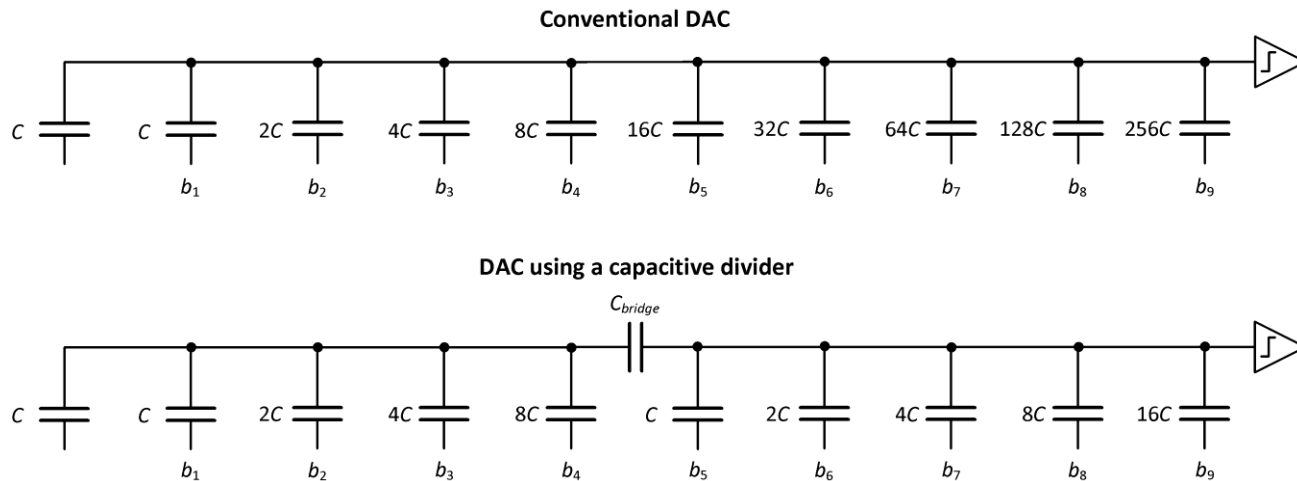 Conventional DAC
C C 2C 4C 8C 16C 32C 64C 128C 256C
b₁ b₂ b₃ b₄ b₅ b₆ b₇ b₈ b₉
DAC using a capacitive divider
C_bridge
C C 2C 4C 8C C 2C 4C 8C 16C
b₁ b₂ b₃ b₄ b₅ b₆ b₇ b₈ b₉